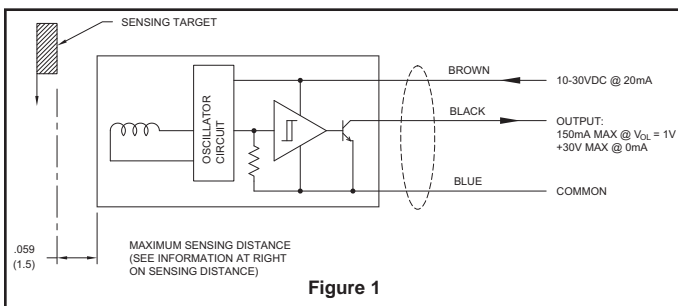 SENSING TARGET
BROWN
10-30VDC @ 20mA
BLACK
OUTPUT:
150mA MAX @ VOL = 1V
+30V MAX @ 0mA
OSCILLATOR
CIRCUIT
BLUE
COMMON
.059
(1.5)
MAXIMUM SENSING DISTANCE
(SEE INFORMATION AT RIGHT
ON SENSING DISTANCE)
Figure 1